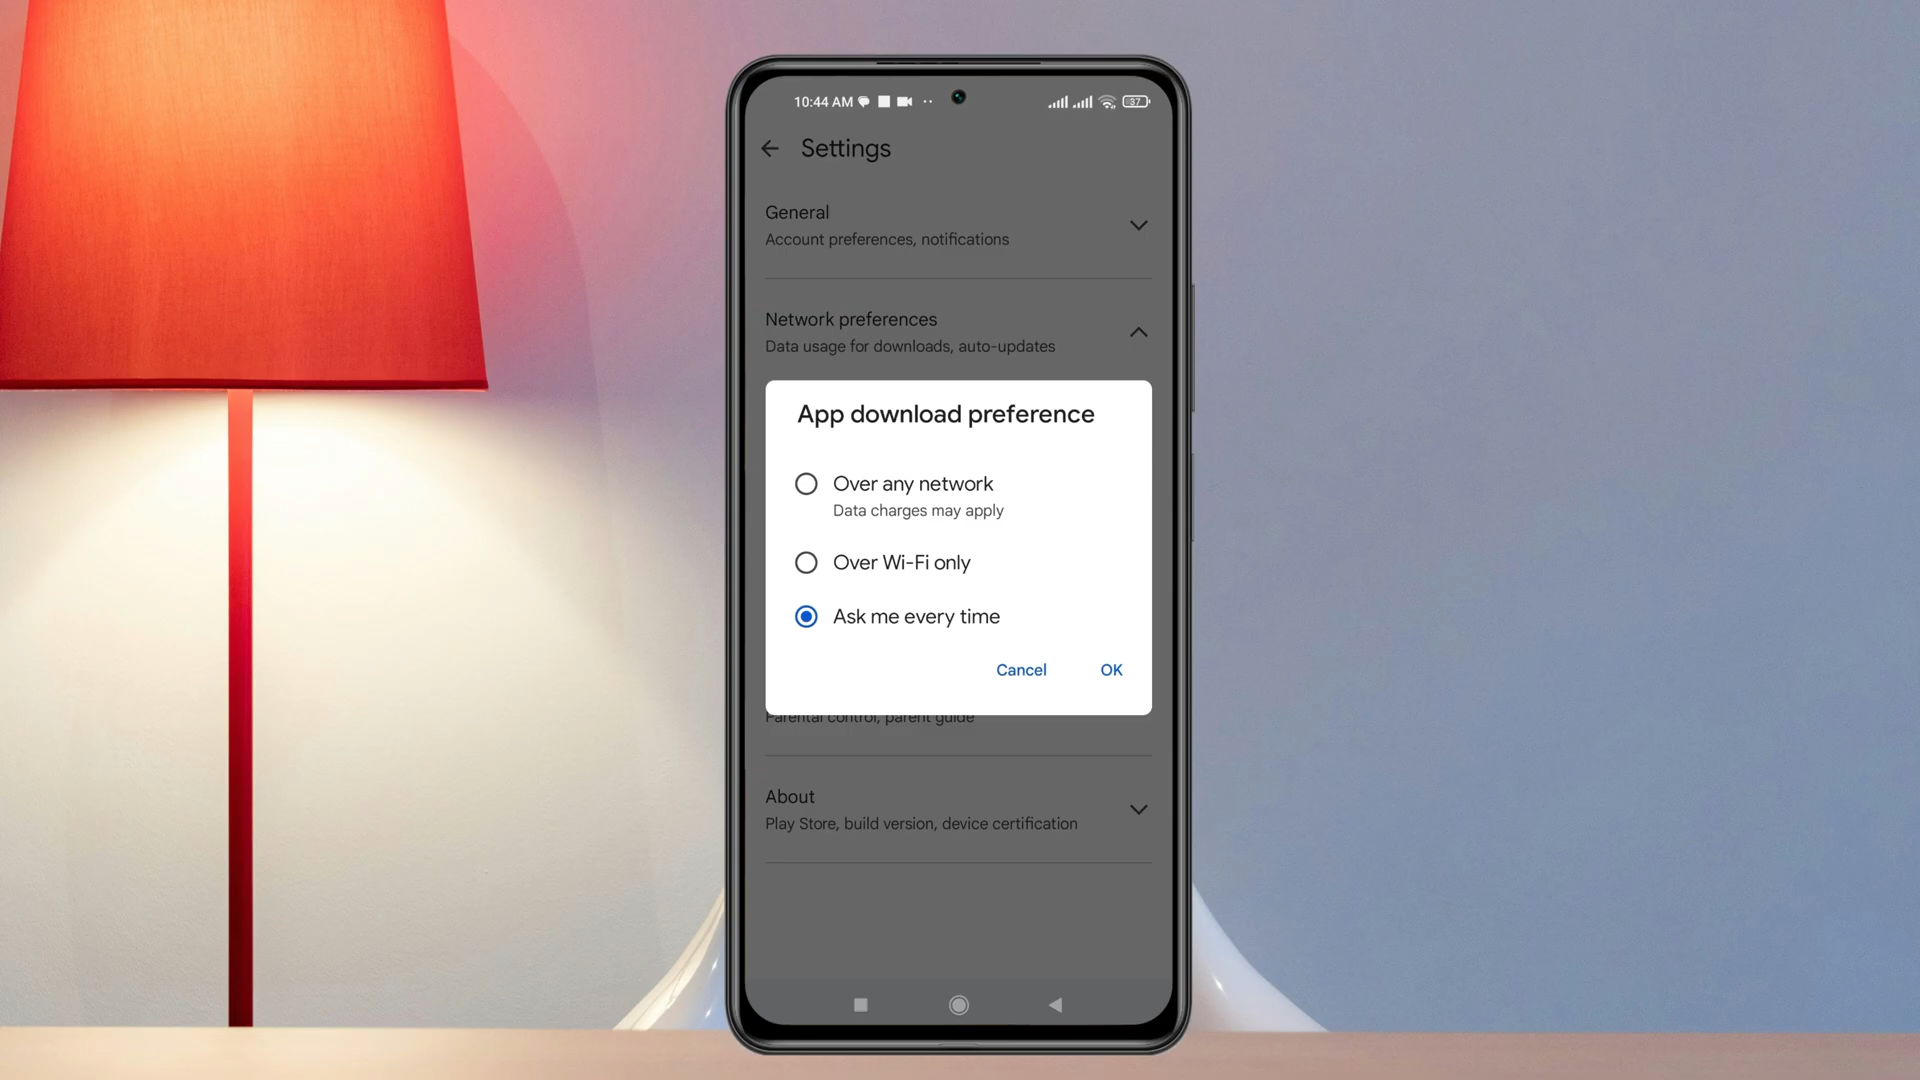 10:44 AM
37
Settings
General
Account preferences, notifications
Network preferences
Data usage for downloads, auto-updates
App download preference
Over any network
Data charges may apply
Over Wi-Fi only
Ask me every time
Cancel
OK
Parental control, parent guide
About
Play Store, build version, device certification